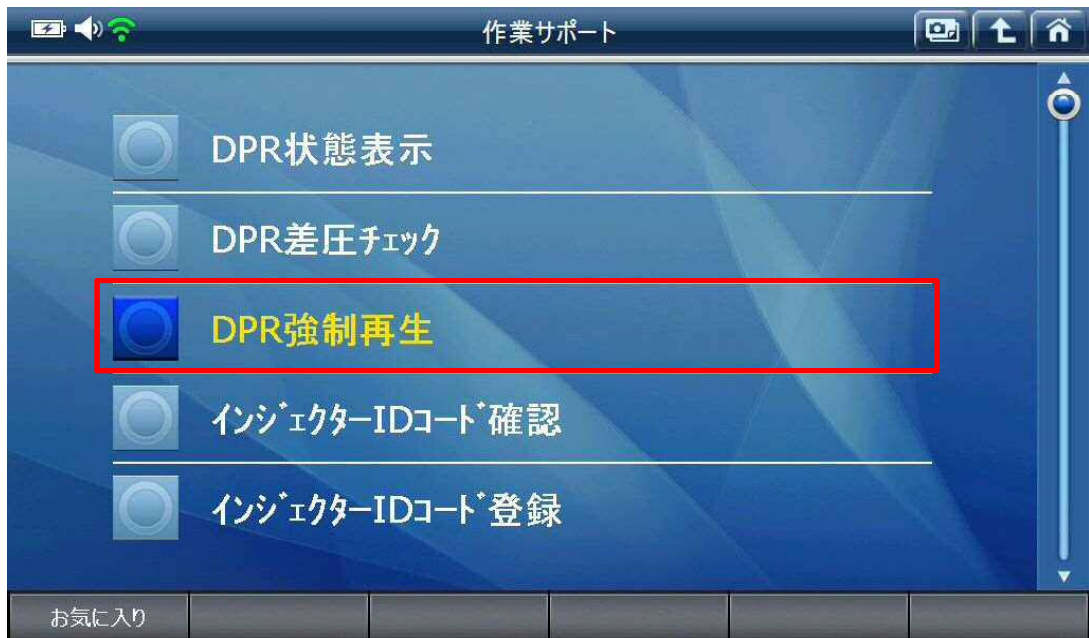 作業サポート
DPR状態表示
DPR差圧ﾁｪｯｸ
DPR強制再生
ｲﾝｼﾞｪｸﾀｰIDｺｰﾄﾞ確認
ｲﾝｼﾞｪｸﾀｰIDｺｰﾄﾞ登録
お気に入り